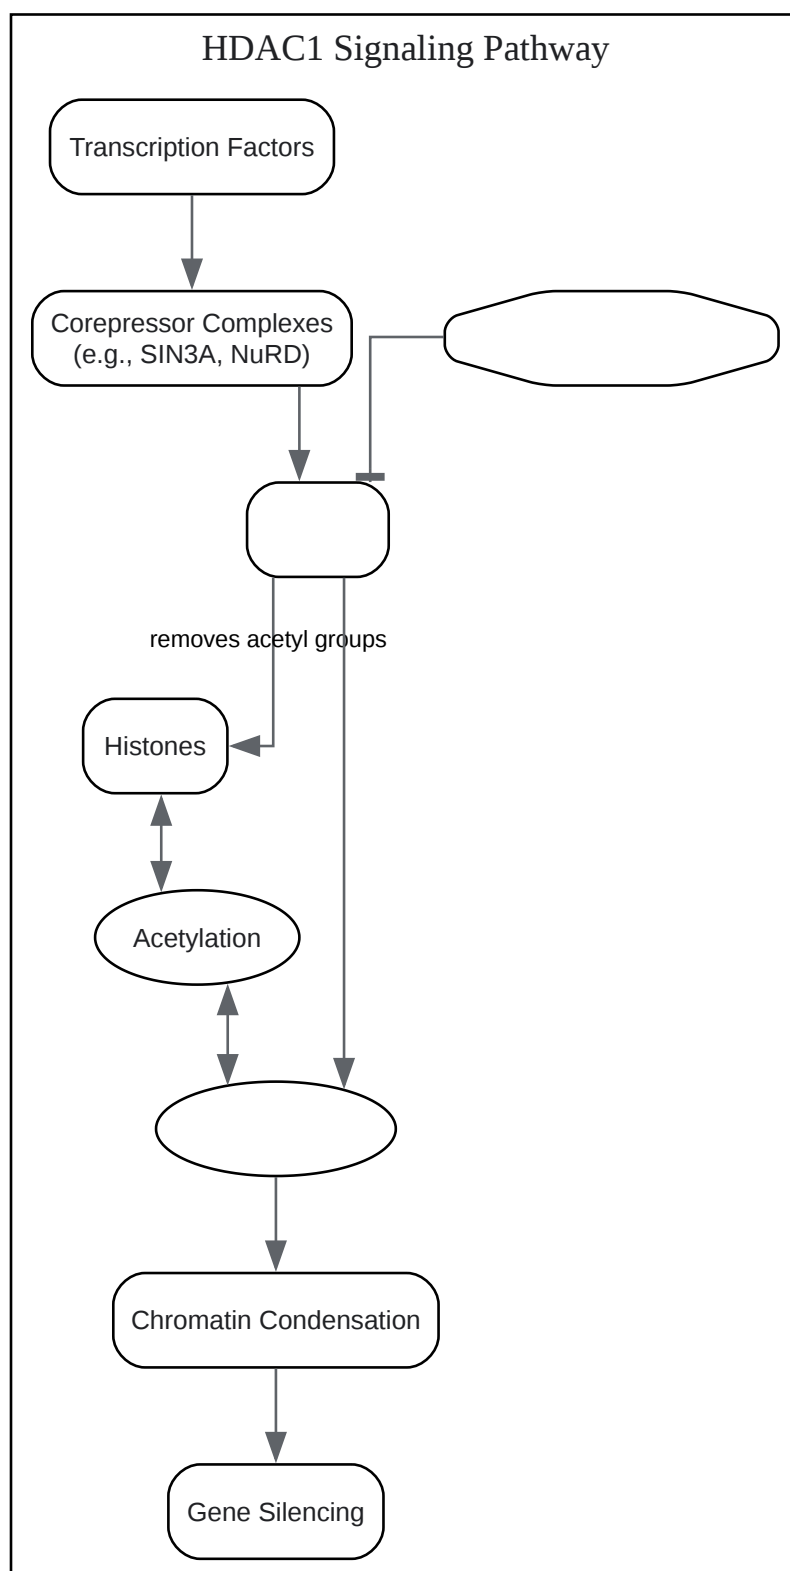 HDAC1 Signaling Pathway
Transcription Factors
Corepressor Complexes
(e.g., SIN3A, NuRD)
removes acetyl groups
Histones
Acetylation
Chromatin Condensation
Gene Silencing